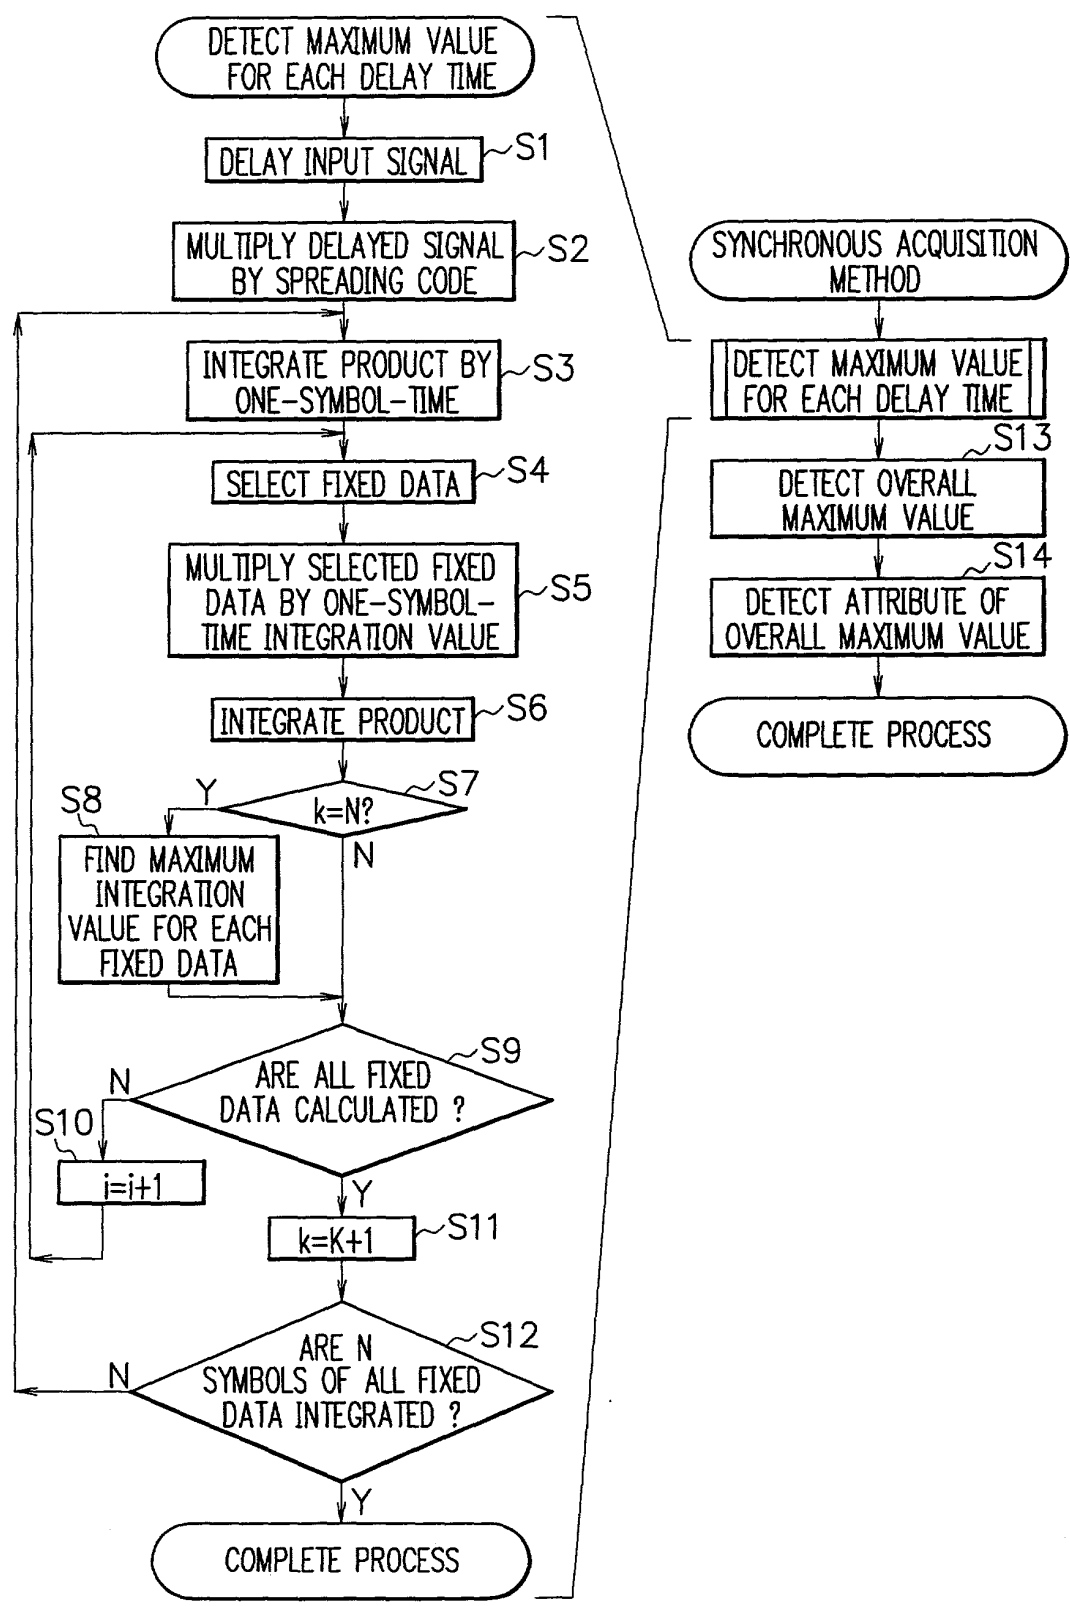 DETECT MAXIMUM VALUE
FOR EACH DELAY TIME
S1
DELAY INPUT SIGNAL
S2
MULTIPLY DELAYED SIGNAL
BY SPREADING CODE
S3
INTEGRATE PRODUCT BY
ONE-SYMBOL-TIME
S4
SELECT FIXED DATA
S5
MULTIPLY SELECTED FIXED
DATA BY ONE-SYMBOL-
TIME INTEGRATION VALUE
S6
INTEGRATE PRODUCT
S7
k=N?
Y
N
S8
FIND MAXIMUM
INTEGRATION
VALUE FOR EACH
FIXED DATA
S9
ARE ALL FIXED
DATA CALCULATED ?
N
Y
S10
i=i+1
S11
k=K+1
S12
ARE N
SYMBOLS OF ALL FIXED
DATA INTEGRATED ?
N
Y
COMPLETE PROCESS
SYNCHRONOUS ACQUISITION
METHOD
DETECT MAXIMUM VALUE
FOR EACH DELAY TIME
S13
DETECT OVERALL
MAXIMUM VALUE
S14
DETECT ATTRIBUTE OF
OVERALL MAXIMUM VALUE
COMPLETE PROCESS